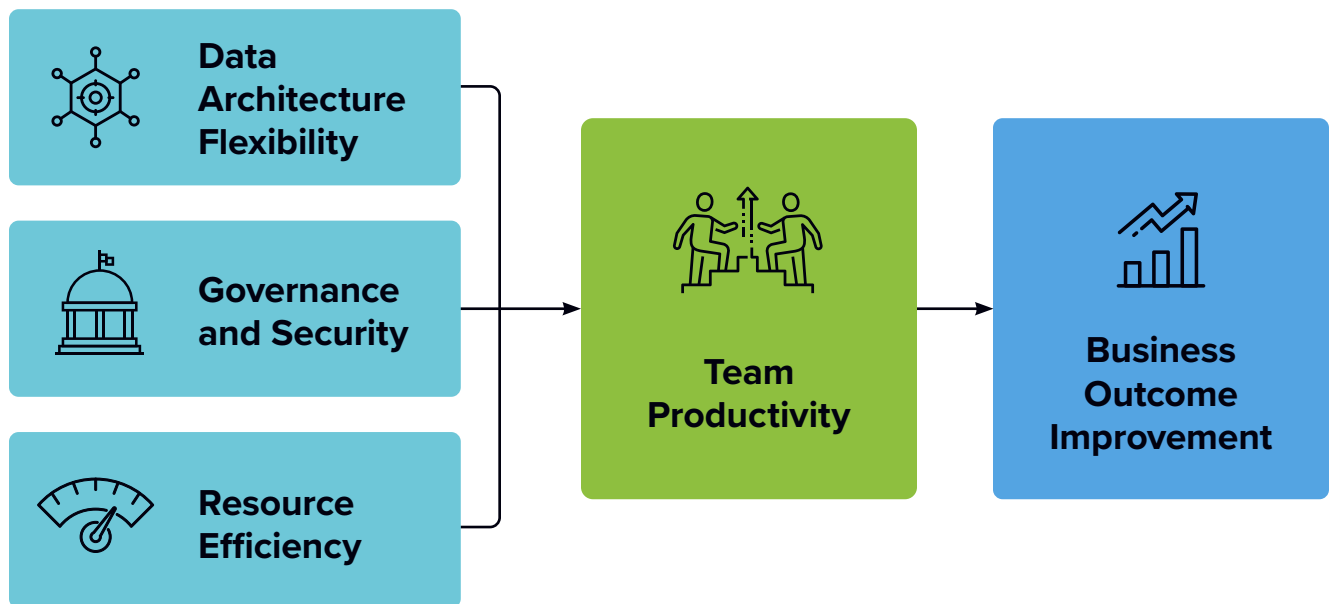 Data
Architecture
Flexibility
Governance
and Security
Resource
Efficiency
Team
Productivity
Business
Outcome
Improvement